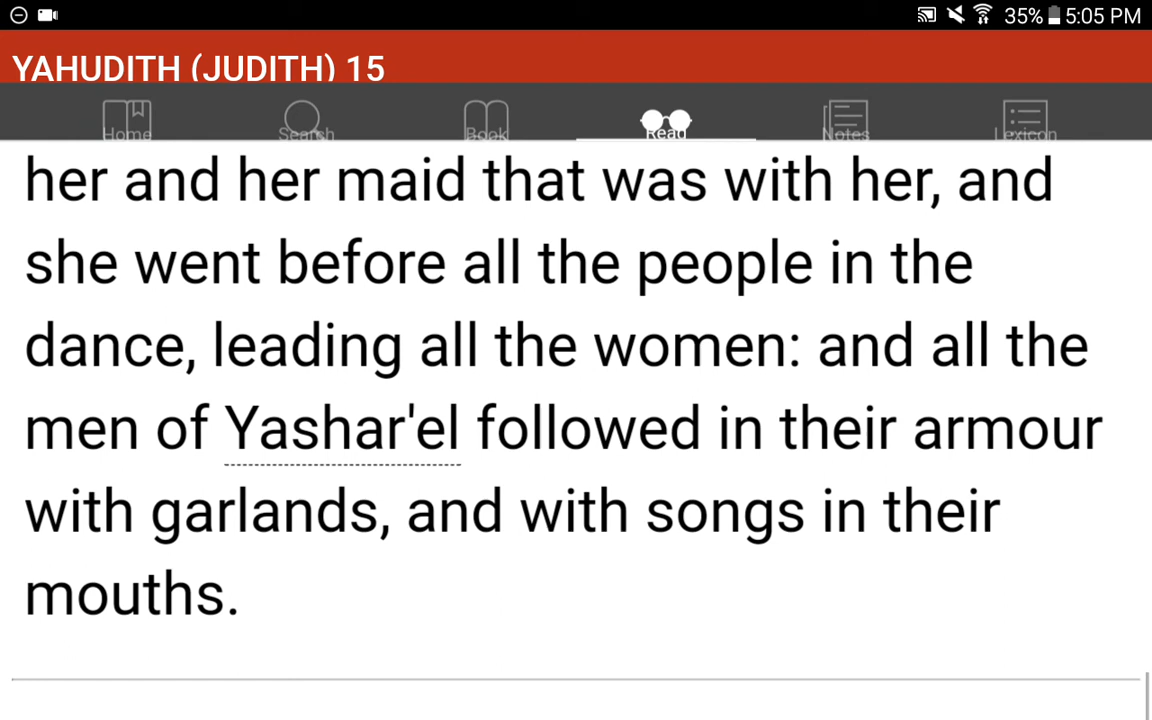 35% 5:05 PM
YAHUDITH (JUDITH) 15
Home Search Book Read Notes Lexicon
her and her maid that was with her, and
she went before all the people in the
dance, leading all the women: and all the
men of Yashar'el followed in their armour
with garlands, and with songs in their
mouths.